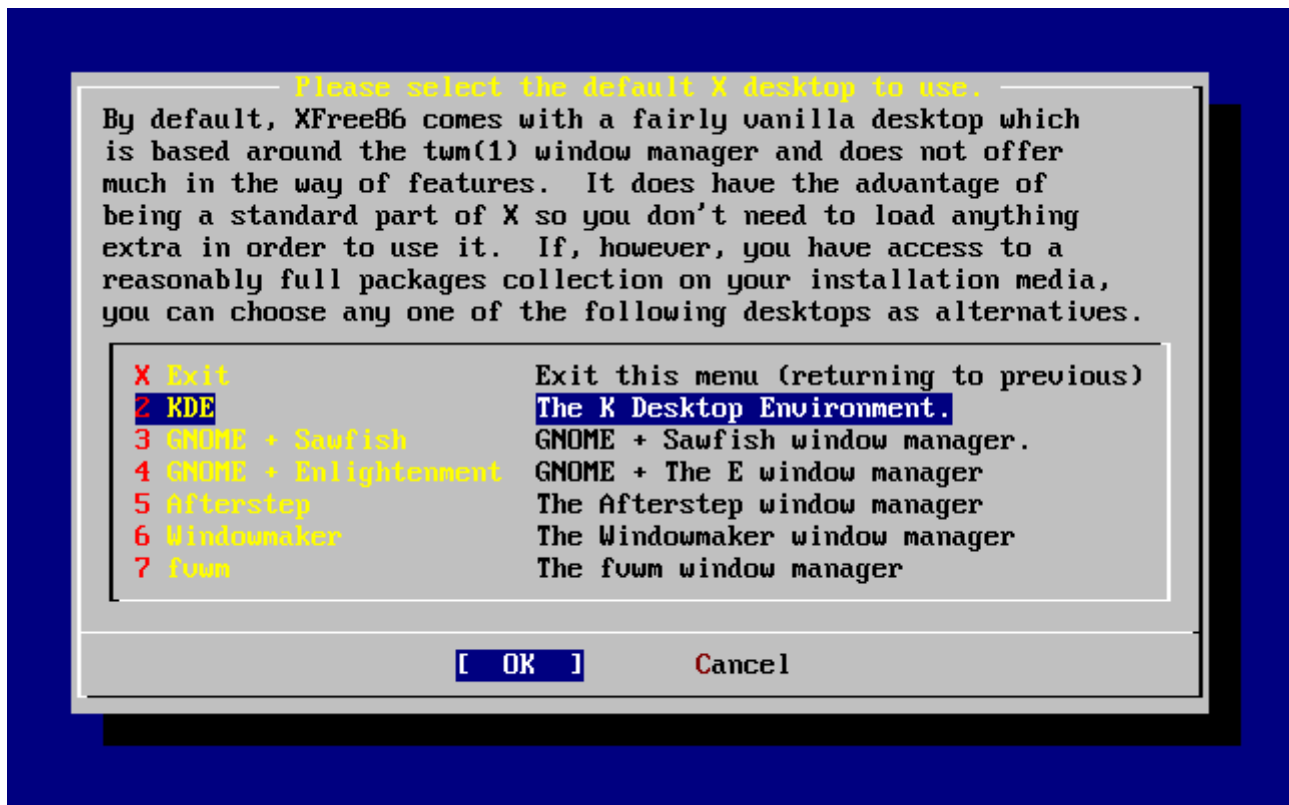 Please select the default X desktop to use.
By default, XFree86 comes with a fairly vanilla desktop which
is based around the twm(1) window manager and does not offer
much in the way of features.  It does have the advantage of
being a standard part of X so you don't need to load anything
extra in order to use it.  If, however, you have access to a
reasonably full packages collection on your installation media,
you can choose any one of the following desktops as alternatives.
X Exit Exit this menu (returning to previous)
2 KDE The K Desktop Environment.
3 GNOME + Sawfish GNOME + Sawfish window manager.
4 GNOME + Enlightenment GNOME + The E window manager
5 Afterstep The Afterstep window manager
6 Windowmaker The Windowmaker window manager
7 fvwm The fvwm window manager
[ OK ] Cancel